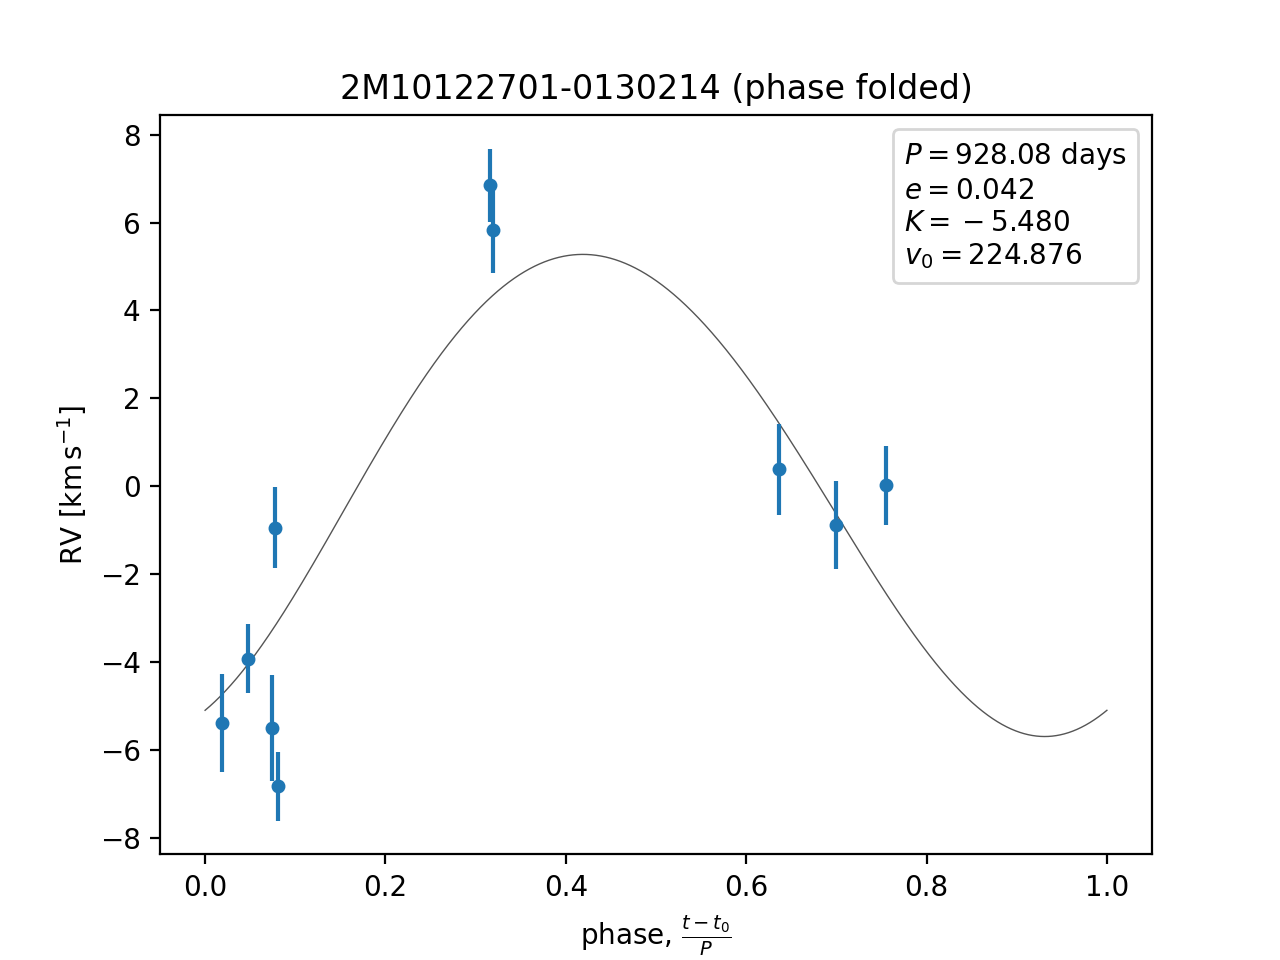 2M10122701-0130214 (phase folded)
P = 928.08 days
e = 0.042
K = −5.480
v₀ = 224.876
8
6
4
2
0
−2
−4
−6
−8
RV [km s⁻¹]
0.0 0.2 0.4 0.6 0.8 1.0
phase, (t − t₀)/P